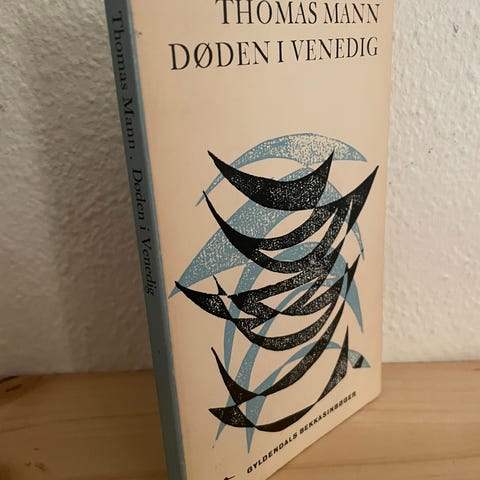 THOMAS MANN
DØDEN I VENEDIG
GYLDENDALS BEKKASINBØGER
Thomas Mann . Døden i Venedig